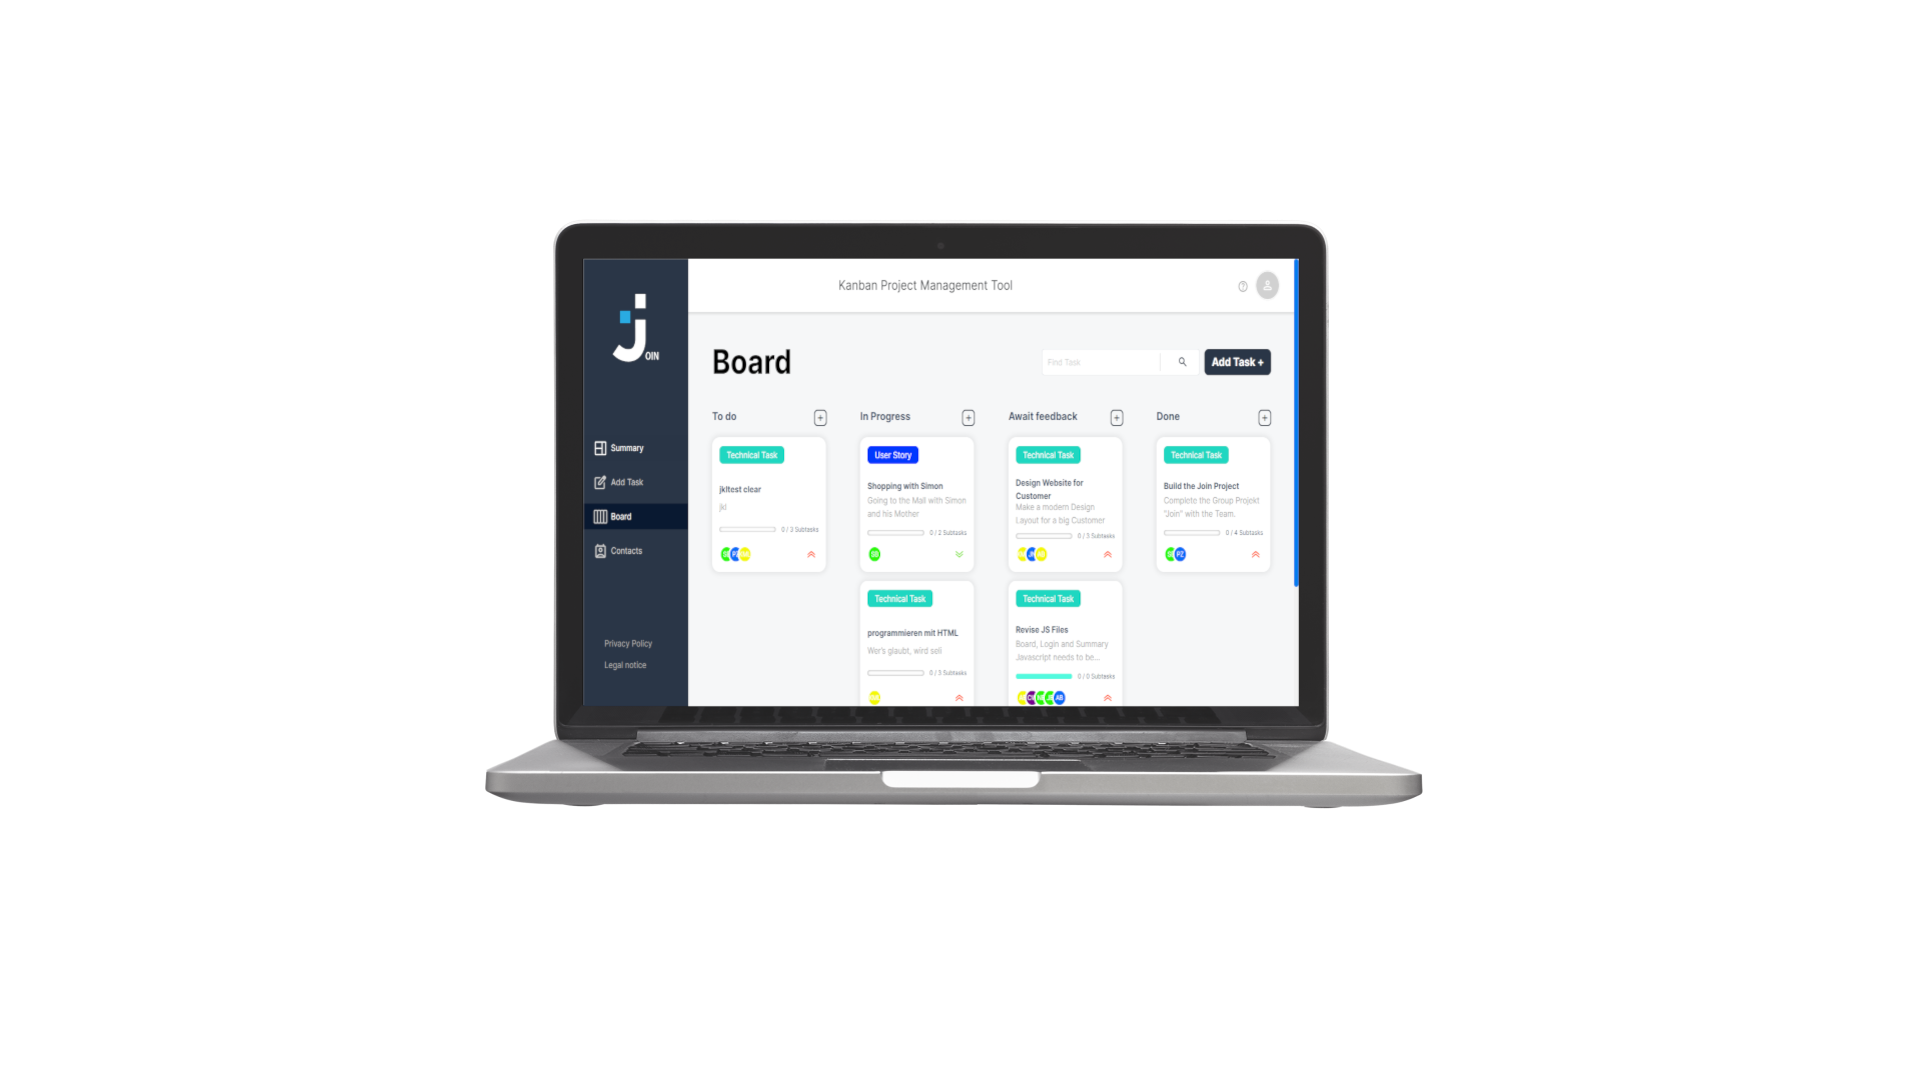 Kanban Project Management Tool
OIN
Summary
Add Task
Board
Contacts
Privacy Policy
Legal notice
Board
Find Task
Add Task +
To do
Technical Task
jkltest clear
jkl
0 / 3 Subtasks
In Progress
User Story
Shopping with Simon
Going to the Mall with Simon
and his Mother
0 / 2 Subtasks
SB
Technical Task
programmieren mit HTML
Wer's glaubt, wird seli
0 / 3 Subtasks
Await feedback
Technical Task
Design Website for
Customer
Make a modern Design
Layout for a big Customer
0 / 3 Subtasks
Technical Task
Revise JS Files
Board, Login and Summary
Javascript needs to be...
0 / 0 Subtasks
AB
Done
Technical Task
Build the Join Project
Complete the Group Projekt
"Join" with the Team.
0 / 4 Subtasks
PZ